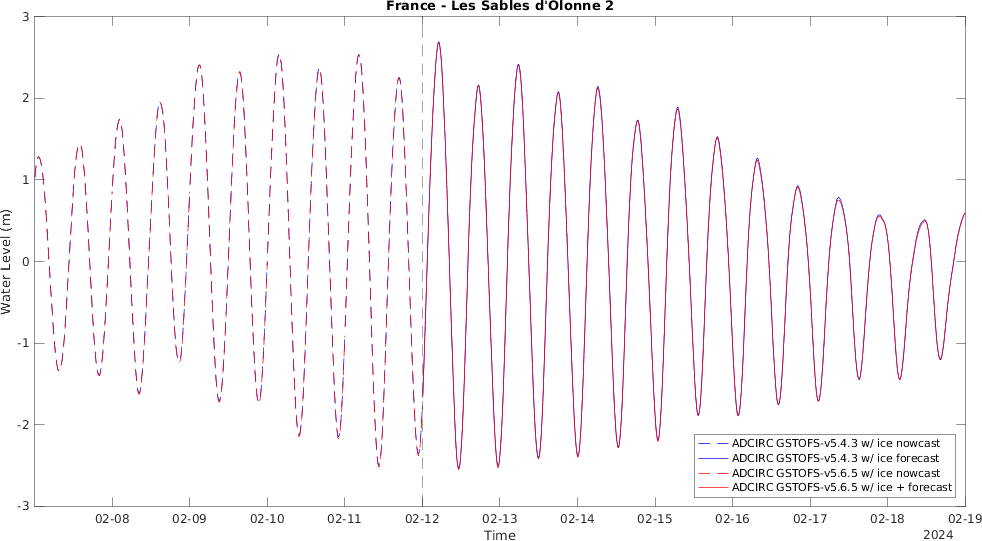 France - Les Sables d'Olonne 2
3
2
1
0
-1
-2
-3
Water Level (m)
ADCIRC GSTOFS-v5.4.3 w/ ice nowcast
ADCIRC GSTOFS-v5.4.3 w/ ice forecast
ADCIRC GSTOFS-v5.6.5 w/ ice nowcast
ADCIRC GSTOFS-v5.6.5 w/ ice + forecast
02-08 02-09 02-10 02-11 02-12 02-13 02-14 02-15 02-16 02-17 02-18 02-19
Time
2024